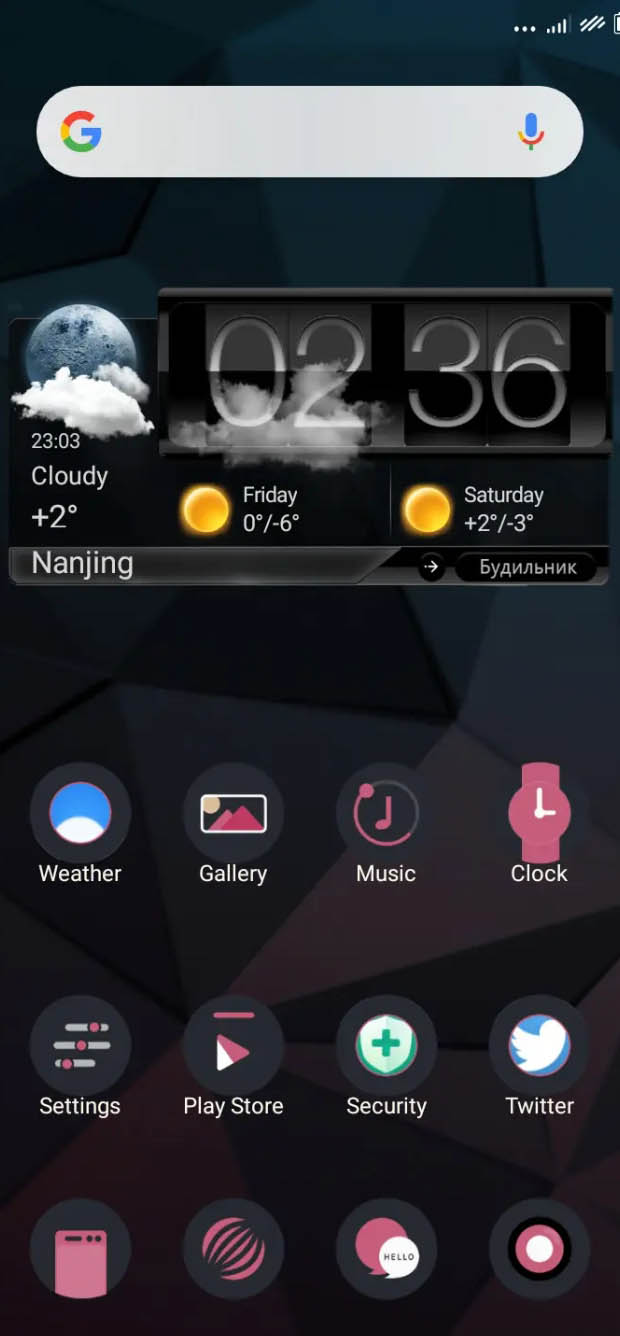 02 36
23:03
Cloudy
+2°
Friday
0°/-6°
Saturday
+2°/-3°
Nanjing
Будильник
Weather
Gallery
Music
Clock
Settings
Play Store
Security
Twitter
HELLO